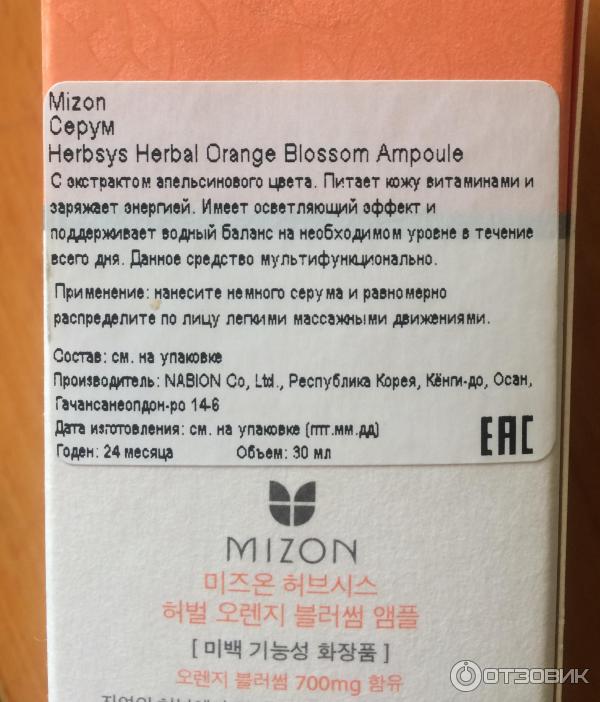 Mizon
Серум
Herbsys Herbal Orange Blossom Ampoule
С экстрактом апельсинового цвета. Питает кожу витаминами и
заряжает энергией. Имеет осветляющий эффект и
поддерживает водный баланс на необходимом уровне в течение
всего дня. Данное средство мультифункционально.
Применение: нанесите немного серума и равномерно
распределите по лицу легкими массажными движениями.
Состав: см. на упаковке
Производитель: NABION Co, Ltd., Республика Корея, Кёнги-до, Осан,
Гачансанеопдон-ро 14-6
Дата изготовления: см. на упаковке (гггг.мм.дд)
Годен: 24 месяца Объем: 30 мл
EAC
MIZON
미즈온 허브시스
허벌 오렌지 블러썸 앰플
[ 미백 기능성 화장품 ]
오렌지 블러썸 700mg 함유
ОТЗОВИК